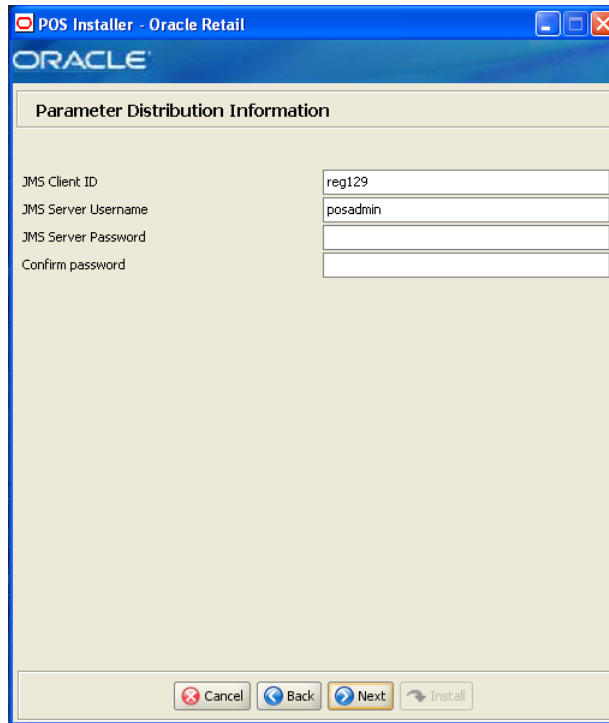 POS Installer - Oracle Retail
ORACLE
Parameter Distribution Information
JMS Client ID reg129
JMS Server Username posadmin
JMS Server Password
Confirm password
Cancel Back Next Install